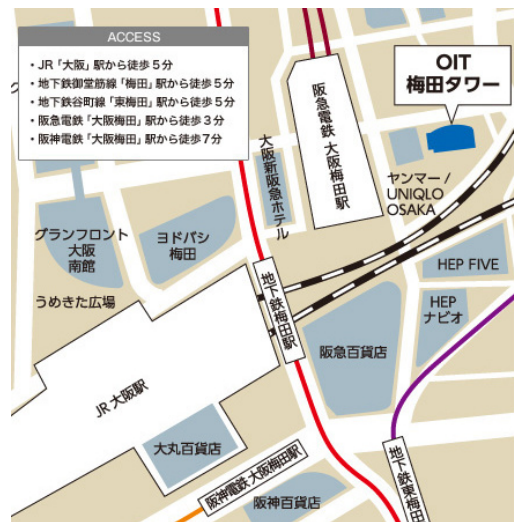 ACCESS
・JR「大阪」駅から徒歩5分
・地下鉄御堂筋線「梅田」駅から徒歩5分
・地下鉄谷町線「東梅田」駅から徒歩5分
・阪急電鉄「大阪梅田」駅から徒歩3分
・阪神電鉄「大阪梅田」駅から徒歩7分
OIT
梅田タワー
阪急電鉄 大阪梅田駅
大阪新阪急ホテル
ヤンマー /
UNIQLO
OSAKA
グランフロント
大阪
南館
ヨドバシ
梅田
うめきた広場
HEP FIVE
HEP
ナビオ
地下鉄梅田駅
阪急百貨店
JR 大阪駅
大丸百貨店
阪神電鉄 大阪梅田駅
阪神百貨店
地下鉄東梅田